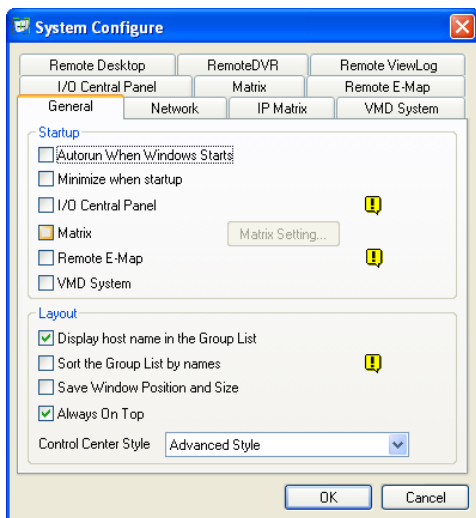 System Configure
Remote Desktop RemoteDVR Remote ViewLog
I/O Central Panel Matrix Remote E-Map
General Network IP Matrix VMD System
Startup
Autorun When Windows Starts
Minimize when startup
I/O Central Panel
Matrix Matrix Setting...
Remote E-Map
VMD System
Layout
Display host name in the Group List
Sort the Group List by names
Save Window Position and Size
Always On Top
Control Center Style Advanced Style
OK Cancel